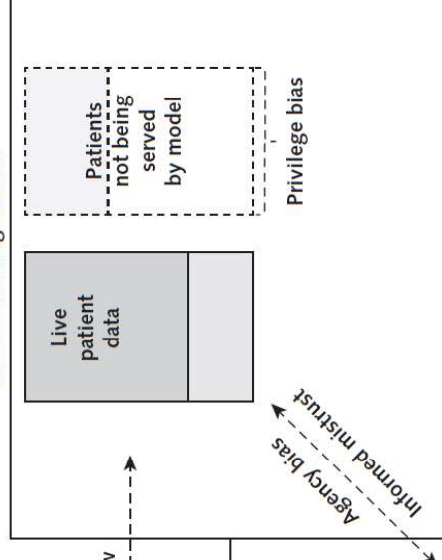 Live
patient
data
Patients
not being
served
by model
Privilege bias
Agency bias
Informed mistrust
w